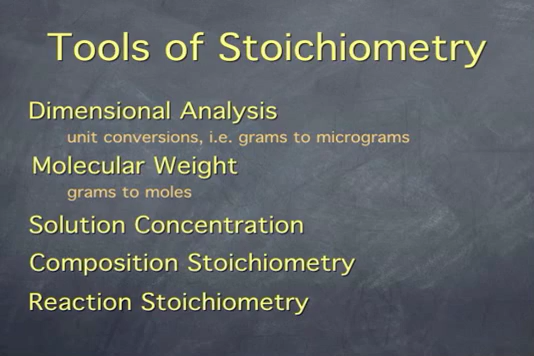 Tools of Stoichiometry
Dimensional Analysis
unit conversions, i.e. grams to micrograms
Molecular Weight
grams to moles
Solution Concentration
Composition Stoichiometry
Reaction Stoichiometry